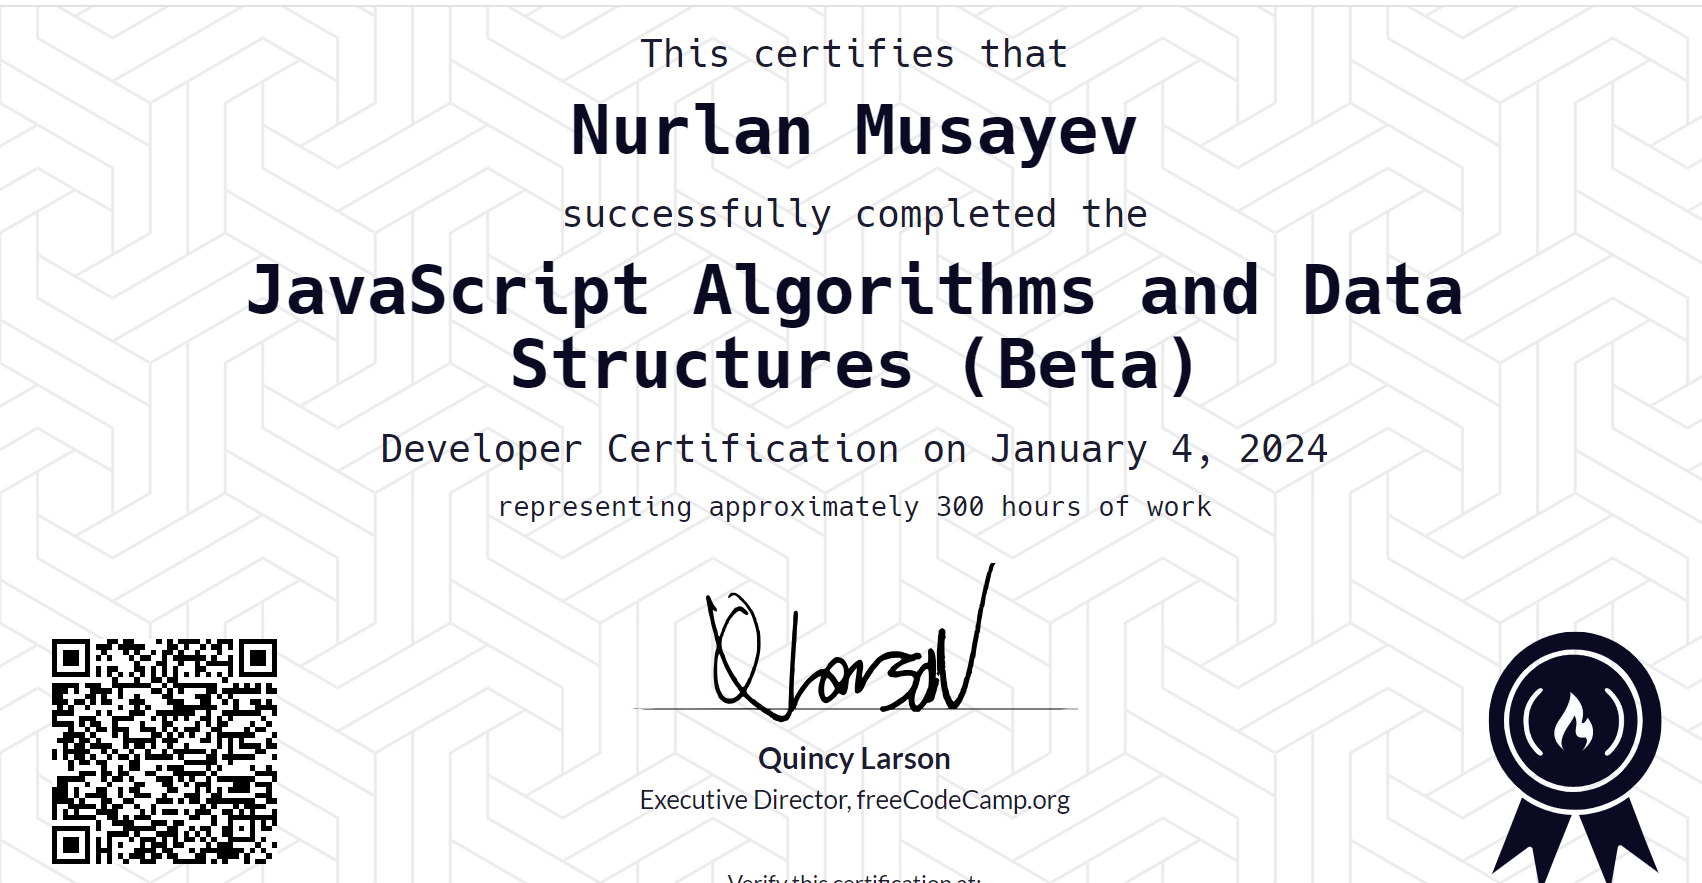 This certifies that
Nurlan Musayev
successfully completed the
JavaScript Algorithms and Data
Structures (Beta)
Developer Certification on January 4, 2024
representing approximately 300 hours of work
Quincy Larson
Executive Director, freeCodeCamp.org
Verify this certification at: